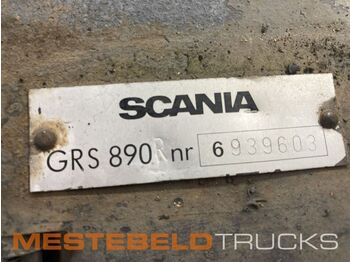 SCANIA
GRS 890R nr 6939603
MESTEBELDTRUCKS